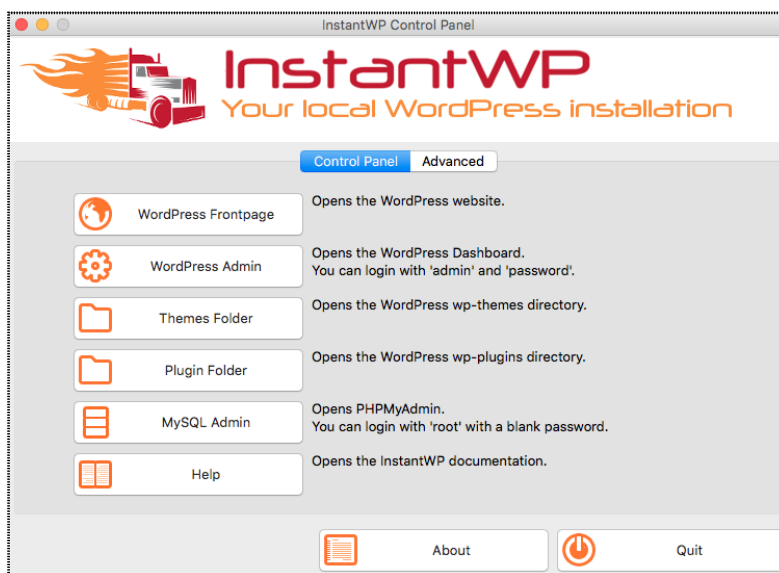 InstantWP Control Panel
InstantWP
Your local WordPress installation
Control Panel
Advanced
WordPress Frontpage
Opens the WordPress website.
WordPress Admin
Opens the WordPress Dashboard.
You can login with 'admin' and 'password'.
Themes Folder
Opens the WordPress wp-themes directory.
Plugin Folder
Opens the WordPress wp-plugins directory.
MySQL Admin
Opens PHPMyAdmin.
You can login with 'root' with a blank password.
Help
Opens the InstantWP documentation.
About
Quit